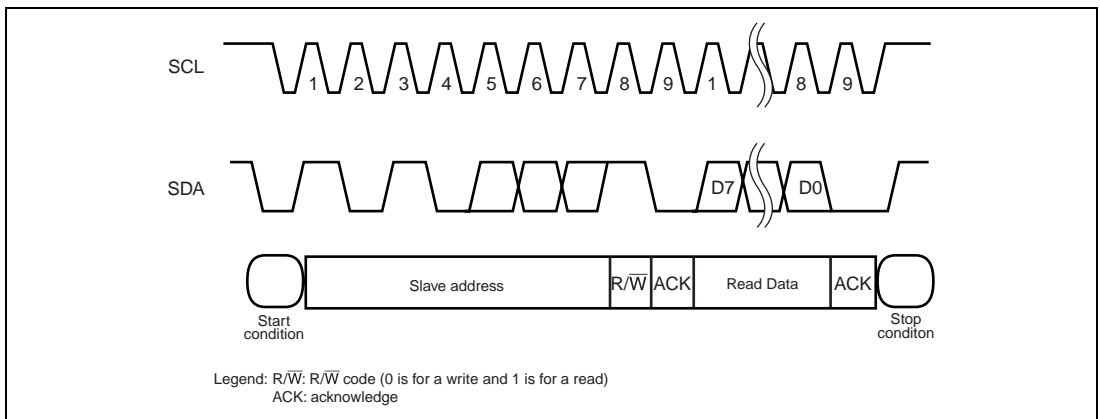 SCL
1 2 3 4 5 6 7 8 9 1 8 9
SDA
D7 D0
Slave address R/W̅ ACK Read Data ACK
Start
condition
Stop
conditon
Legend: R/W̅: R/W̅ code (0 is for a write and 1 is for a read)
ACK: acknowledge